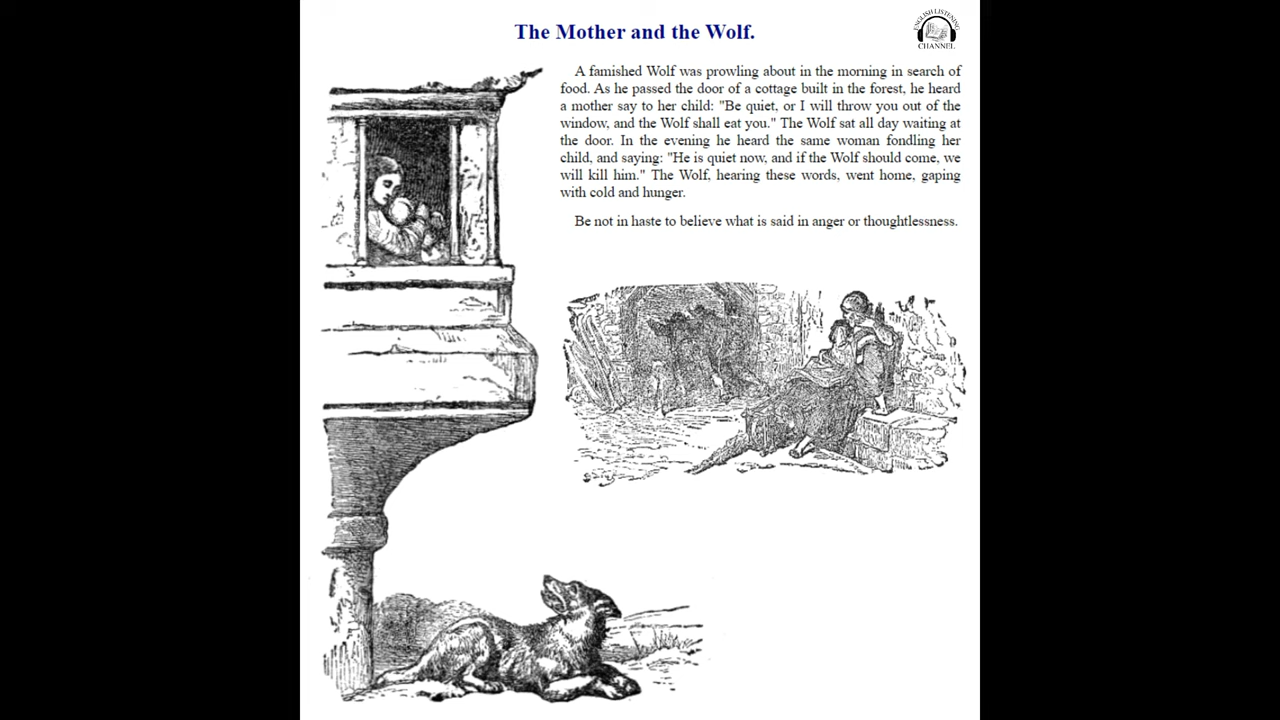 The Mother and the Wolf.
ENGLISH LISTENING
CHANNEL
A famished Wolf was prowling about in the morning in search of
food. As he passed the door of a cottage built in the forest, he heard
a mother say to her child: "Be quiet, or I will throw you out of the
window, and the Wolf shall eat you." The Wolf sat all day waiting at
the door. In the evening he heard the same woman fondling her
child, and saying: "He is quiet now, and if the Wolf should come, we
will kill him." The Wolf, hearing these words, went home, gaping
with cold and hunger.
Be not in haste to believe what is said in anger or thoughtlessness.